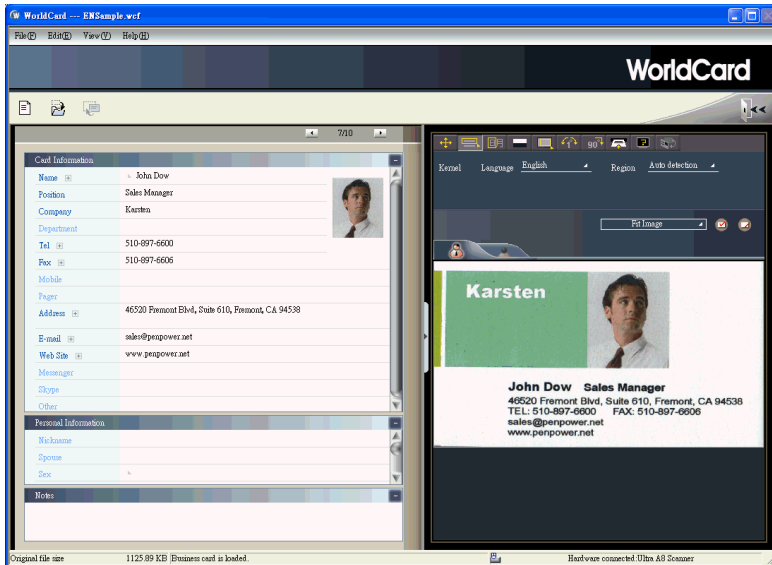 WorldCard --- ENSample.wcf
File(F) Edit(E) View(V) Help(H)
WorldCard
7/10
Card Information
Name John Dow
Position Sales Manager
Company Karsten
Department
Tel 510-897-6600
Fax 510-897-6606
Mobile
Pager
Address 46520 Fremont Blvd, Suite 610, Fremont, CA 94538
E-mail sales@penpower.net
Web Site www.penpower.net
Messenger
Skype
Other
Personal Information
Nickname
Spouse
Sex
Notes
90
Kernel Language English Region Auto detection
Fit Image
Karsten
John Dow Sales Manager
46520 Fremont Blvd, Suite 610, Fremont, CA 94538
TEL: 510-897-6600 FAX: 510-897-6606
sales@penpower.net
www.penpower.net
Original file size 1125.89 KB Business card is loaded. Hardware connected:Ultra A8 Scanner